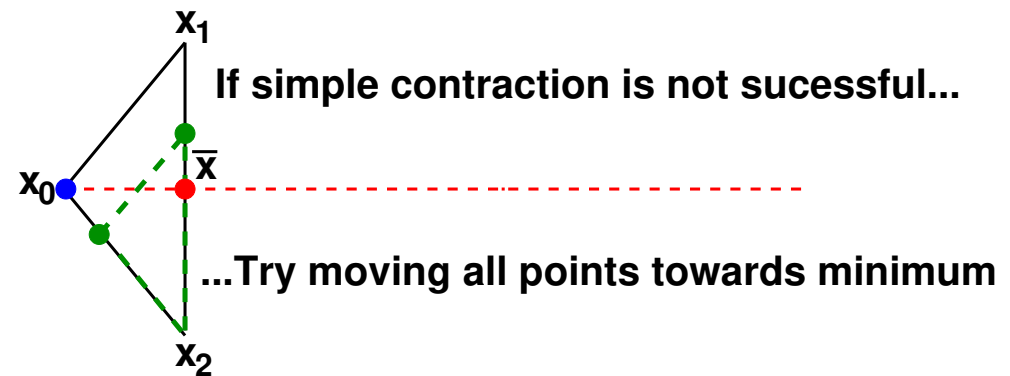 x₁
If simple contraction is not sucessful...
x̅
x₀
...Try moving all points towards minimum
x₂